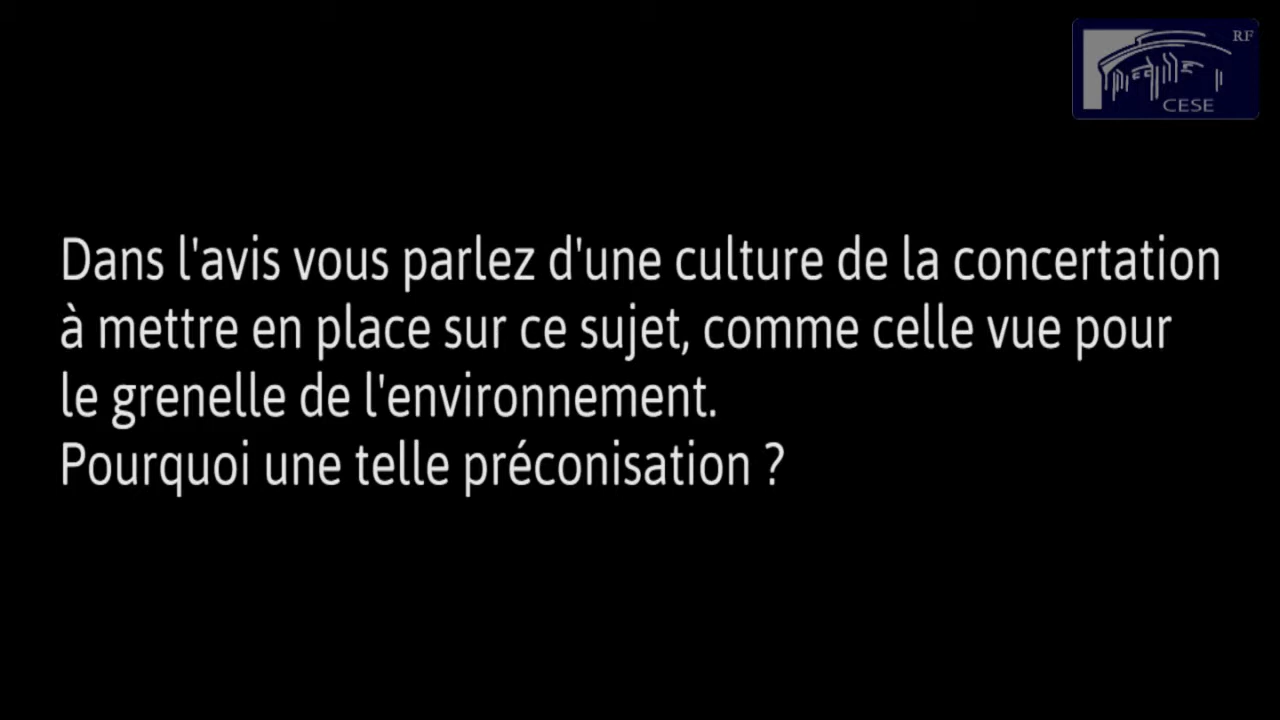 RF
CESE
Dans l'avis vous parlez d'une culture de la concertation
à mettre en place sur ce sujet, comme celle vue pour
le grenelle de l'environnement.
Pourquoi une telle préconisation ?